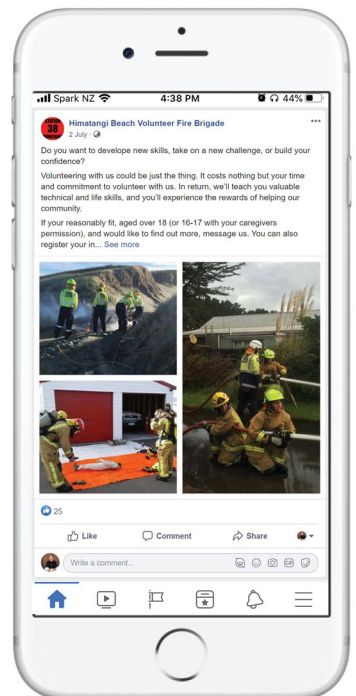 Spark NZ 4:38 PM 44%
38
Himatangi Beach Volunteer Fire Brigade
2 July ·
Do you want to develope new skills, take on a new challenge, or build your
confidence?
Volunteering with us could be just the thing. It costs nothing but your time
and commitment to volunteer with us. In return, we'll teach you valuable
technical and life skills, and you'll experience the rewards of helping our
community.
If your reasonably fit, aged over 18 (or 16-17 with your caregivers
permission), and would like to find out more, message us. You can also
register your in... See more
25
Like Comment Share
Write a comment...
GIF